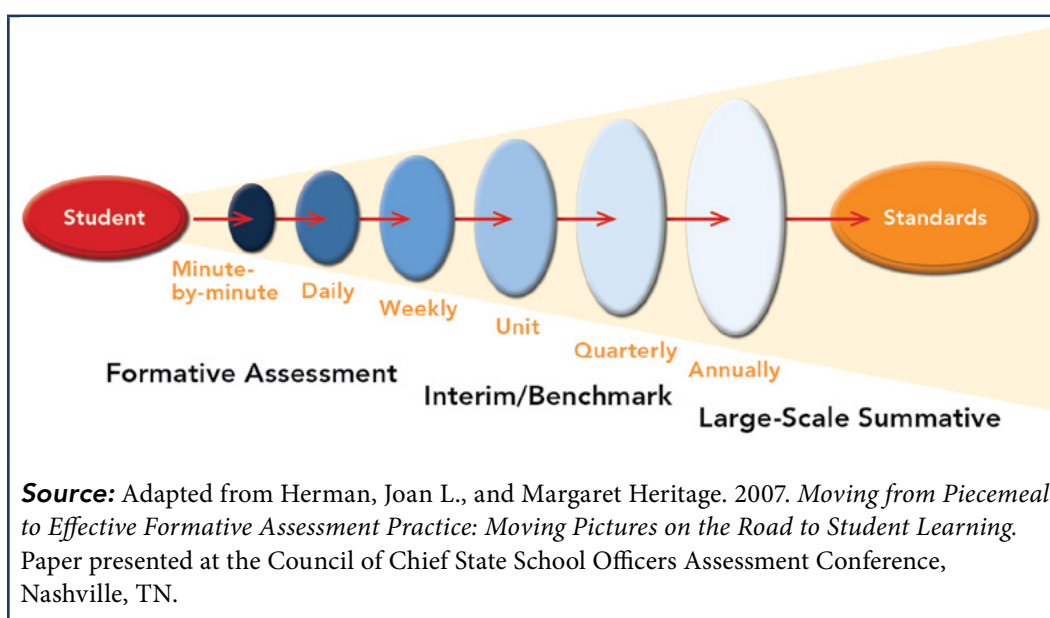 Student
Standards
Minute-
by-minute
Daily
Weekly
Unit
Quarterly
Annually
Formative Assessment
Interim/Benchmark
Large-Scale Summative
Source: Adapted from Herman, Joan L., and Margaret Heritage. 2007. Moving from Piecemeal
to Effective Formative Assessment Practice: Moving Pictures on the Road to Student Learning.
Paper presented at the Council of Chief State School Officers Assessment Conference,
Nashville, TN.